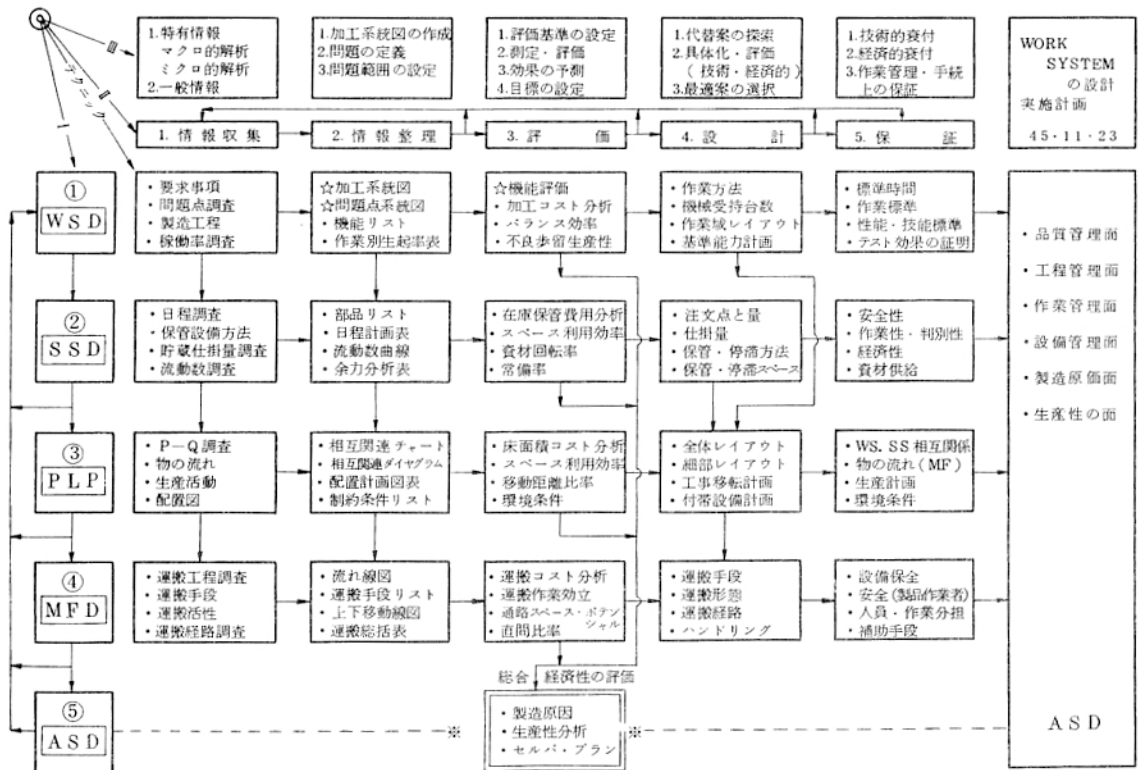 III
II
I
テクニック
1.特有情報
マクロ的解析
ミクロ的解析
2.一般情報
1.加工系統図の作成
2.問題の定義
3.問題範囲の設定
1.評価基準の設定
2.測定・評価
3.効果の予測
4.目標の設定
1.代替案の探索
2.具体化・評価
(技術・経済的)
3.最適案の選択
1.技術的裏付
2.経済的裏付
3.作業管理・手続
上の保証
WORK
SYSTEM
の設計
実施計画
45・11・23
1. 情報収集
2. 情報整理
3. 評価
4. 設計
5. 保証
①
WSD
・要求事項
・問題点調査
・製造工程
・稼働率調査
☆加工系統図
☆問題点系統図
・機能リスト
・作業別生起率表
☆機能評価
・加工コスト分析
・バランス効率
・不良歩留生産性
・作業方法
・機械受持台数
・作業域レイアウト
・基準能力計画
・標準時間
・作業標準
・性能・技能標準
・テスト効果の証明
・品質管理面
・工程管理面
・作業管理面
・設備管理面
・製造原価面
・生産性の面
②
SSD
・日程調査
・保管設備方法
・貯蔵仕掛量調査
・流動数調査
・部品リスト
・日程計画表
・流動数曲線
・余力分析表
・在庫保管費用分析
・スペース利用効率
・資材回転率
・常備率
・注文点と量
・仕掛量
・保管・停滞方法
・保管・停滞スペース
・安全性
・作業性・判別性
・経済性
・資材供給
③
PLP
・P−Q調査
・物の流れ
・生産活動
・配置図
・相互関連チャート
・相互関連ダイヤグラム
・配置計画図表
・制約条件リスト
・床面積コスト分析
・スペース利用効率
・移動距離比率
・環境条件
・全体レイアウト
・細部レイアウト
・工事移転計画
・付帯設備計画
・WS.SS相互関係
・物の流れ(MF)
・生産計画
・環境条件
④
MFD
・運搬工程調査
・運搬手段
・運搬活性
・運搬経路調査
・流れ線図
・運搬手段リスト
・上下移動線図
・運搬総括表
・運搬コスト分析
・運搬作業効立
・通路スペース・ポテン
シャル
・直間比率
・運搬手段
・運搬形態
・運搬経路
・ハンドリング
・設備保全
・安全(製品作業者)
・人員・作業分担
・補助手段
総合 経済性の評価
⑤
ASD
※
・製造原因
・生産性分析
・セルバ・プラン
※
ASD